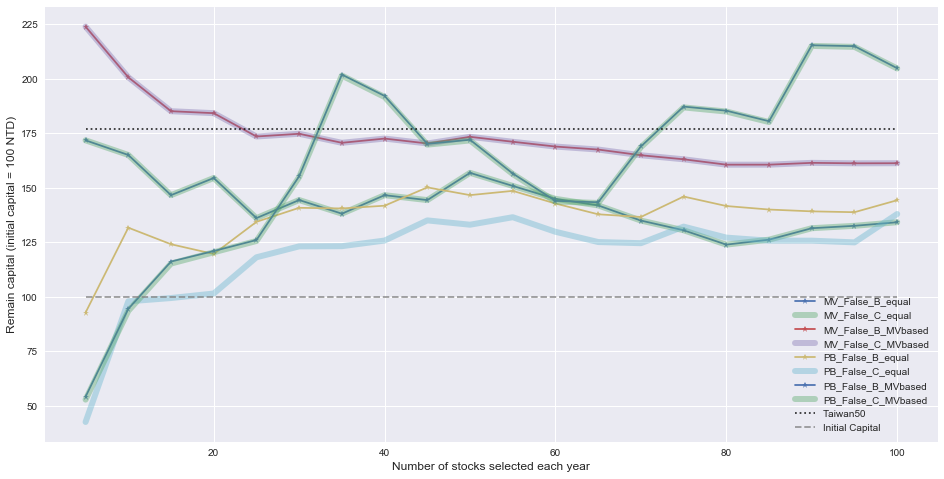 225
200
175
150
125
100
75
50
Remain capital (initial capital = 100 NTD)
20
40
60
80
100
Number of stocks selected each year
MV_False_B_equal
MV_False_C_equal
MV_False_B_MVbased
MV_False_C_MVbased
PB_False_B_equal
PB_False_C_equal
PB_False_B_MVbased
PB_False_C_MVbased
Taiwan50
Initial Capital